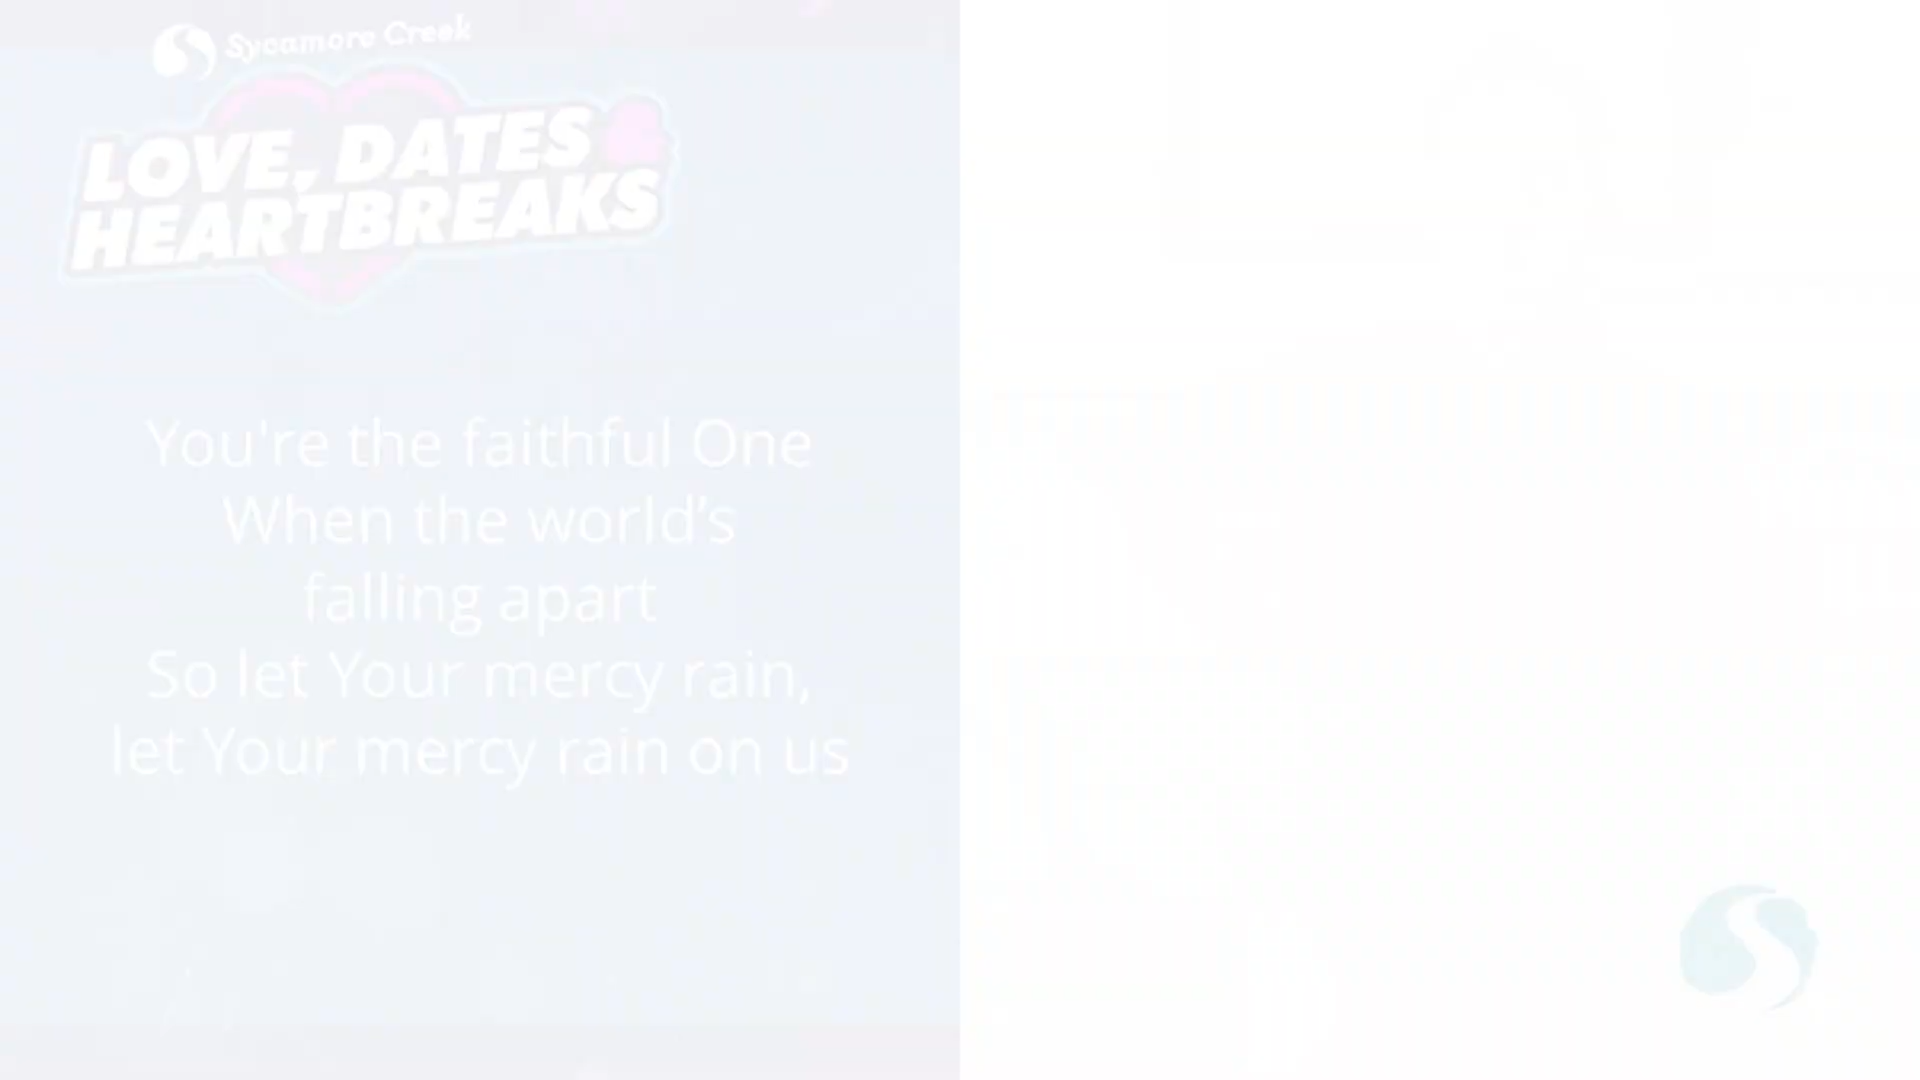 Sycamore Creek
LOVE, DATES &
HEARTBREAKS
You're the faithful One
When the world’s
falling apart
So let Your mercy rain,
let Your mercy rain on us